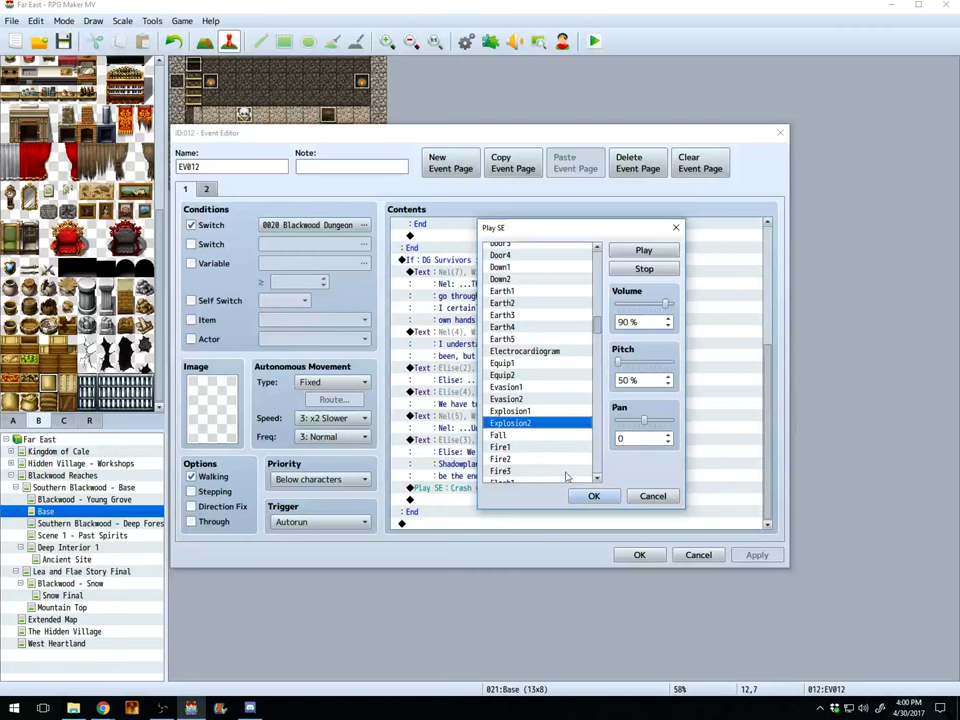 Far East - RPG Maker MV
File Edit Mode Draw Scale Tools Game Help
ID:012 - Event Editor
Name: Note:
EV012
New Event Page
Copy Event Page
Paste Event Page
Delete Event Page
Clear Event Page
1 2
Conditions
Switch 0020 Blackwood Dungeon ...
Switch ...
Variable ...
≥
Self Switch
Item
Actor
Image
Autonomous Movement
Type: Fixed
Route...
Speed: 3: x2 Slower
Freq: 3: Normal
Options
Walking
Stepping
Direction Fix
Through
Priority
Below characters
Trigger
Autorun
Contents
: End
◆
: End
◆If：DG Survivors
◆Text：Nel(7), W
: ：Nel: ...Th
: ：go throug
: ：I certain
: ：own hands
◆Text：Nel(4), W
: ：I underst
: ：been, but
◆Text：Elise(2)
: ：Elise: ..
◆Text：Elise(4)
: ：We have t
◆Text：Nel(5), W
: ：Nel: ...U
◆Text：Elise(3)
: ：Elise: We
: ：Shadowpla
: ：be the en
◆Play SE：Crash
◆
: End
◆
Play SE
Door3
Door4
Down1
Down2
Earth1
Earth2
Earth3
Earth4
Earth5
Electrocardiogram
Equip1
Equip2
Evasion1
Evasion2
Explosion1
Explosion2
Fall
Fire1
Fire2
Fire3
Play
Stop
Volume
90 %
Pitch
50 %
Pan
0
OK Cancel
OK Cancel Apply
A B C R
Far East
Kingdom of Cale
Hidden Village - Workshops
Blackwood Reaches
Southern Blackwood - Base
Blackwood - Young Grove
Base
Southern Blackwood - Deep Fores
Scene 1 - Past Spirits
Deep Interior 1
Ancient Site
Lea and Flae Story Final
Blackwood - Snow
Snow Final
Mountain Top
Extended Map
The Hidden Village
West Heartland
021:Base (13x8) 58% 12,7 012:EV012
4:00 PM
4/30/2017